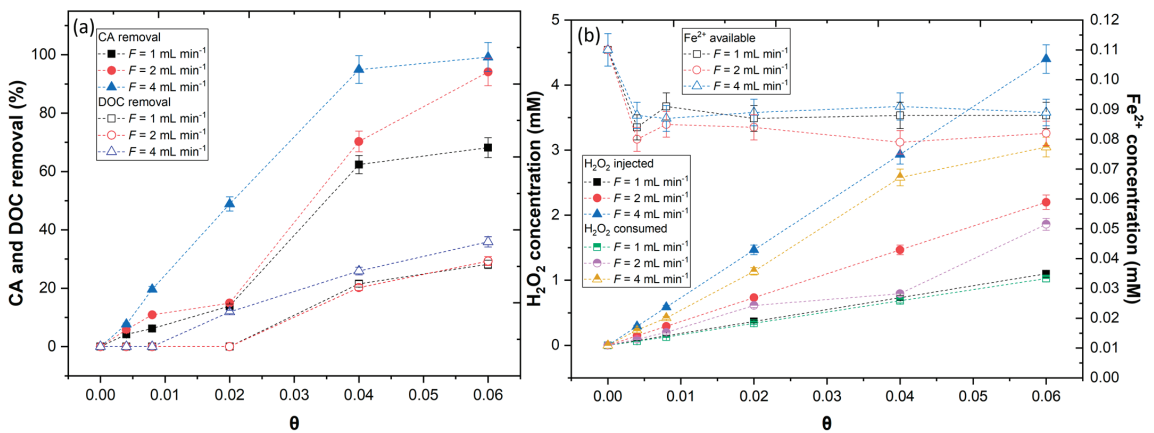 (a)
CA removal
F = 1 mL min⁻¹
F = 2 mL min⁻¹
F = 4 mL min⁻¹
DOC removal
F = 1 mL min⁻¹
F = 2 mL min⁻¹
F = 4 mL min⁻¹
CA and DOC removal (%)
100
80
60
40
20
0
0.00 0.01 0.02 0.03 0.04 0.05 0.06
θ
(b)
Fe²⁺ available
F = 1 mL min⁻¹
F = 2 mL min⁻¹
F = 4 mL min⁻¹
H₂O₂ injected
F = 1 mL min⁻¹
F = 2 mL min⁻¹
F = 4 mL min⁻¹
H₂O₂ consumed
F = 1 mL min⁻¹
F = 2 mL min⁻¹
F = 4 mL min⁻¹
H₂O₂ concentration (mM)
5
4
3
2
1
0
0.00 0.01 0.02 0.03 0.04 0.05 0.06
θ
0.12
0.11
0.10
0.09
0.08
0.07
0.06
0.05
0.04
0.03
0.02
0.01
0.00
Fe²⁺ concentration (mM)